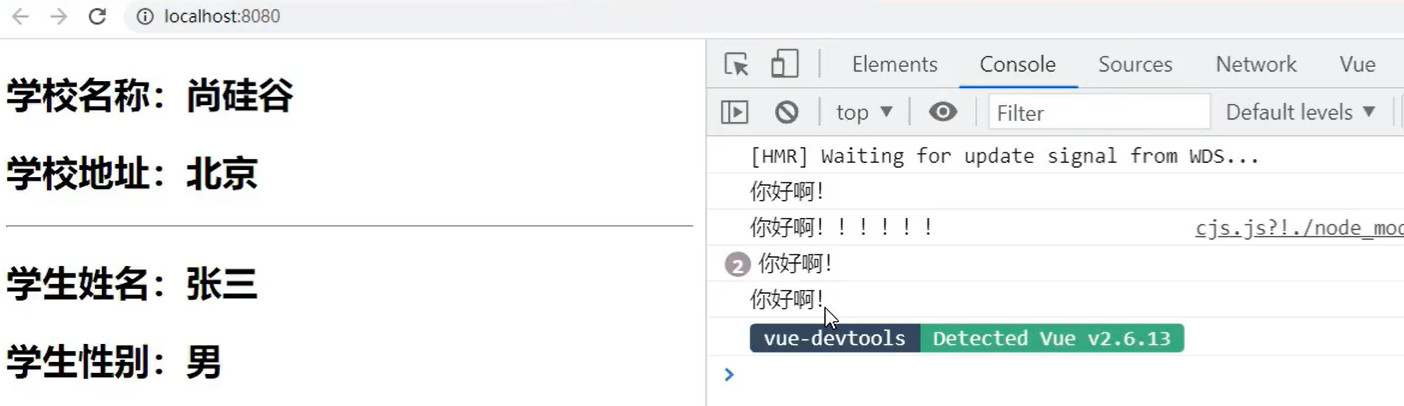 localhost:8080
学校名称：尚硅谷
学校地址：北京
学生姓名：张三
学生性别：男
Elements Console Sources Network Vue
top ▼ Filter Default levels ▼
[HMR] Waiting for update signal from WDS...
你好啊！
你好啊！！！！！！ cjs.js?!./node_mod
2 你好啊！
你好啊！
vue-devtools Detected Vue v2.6.13